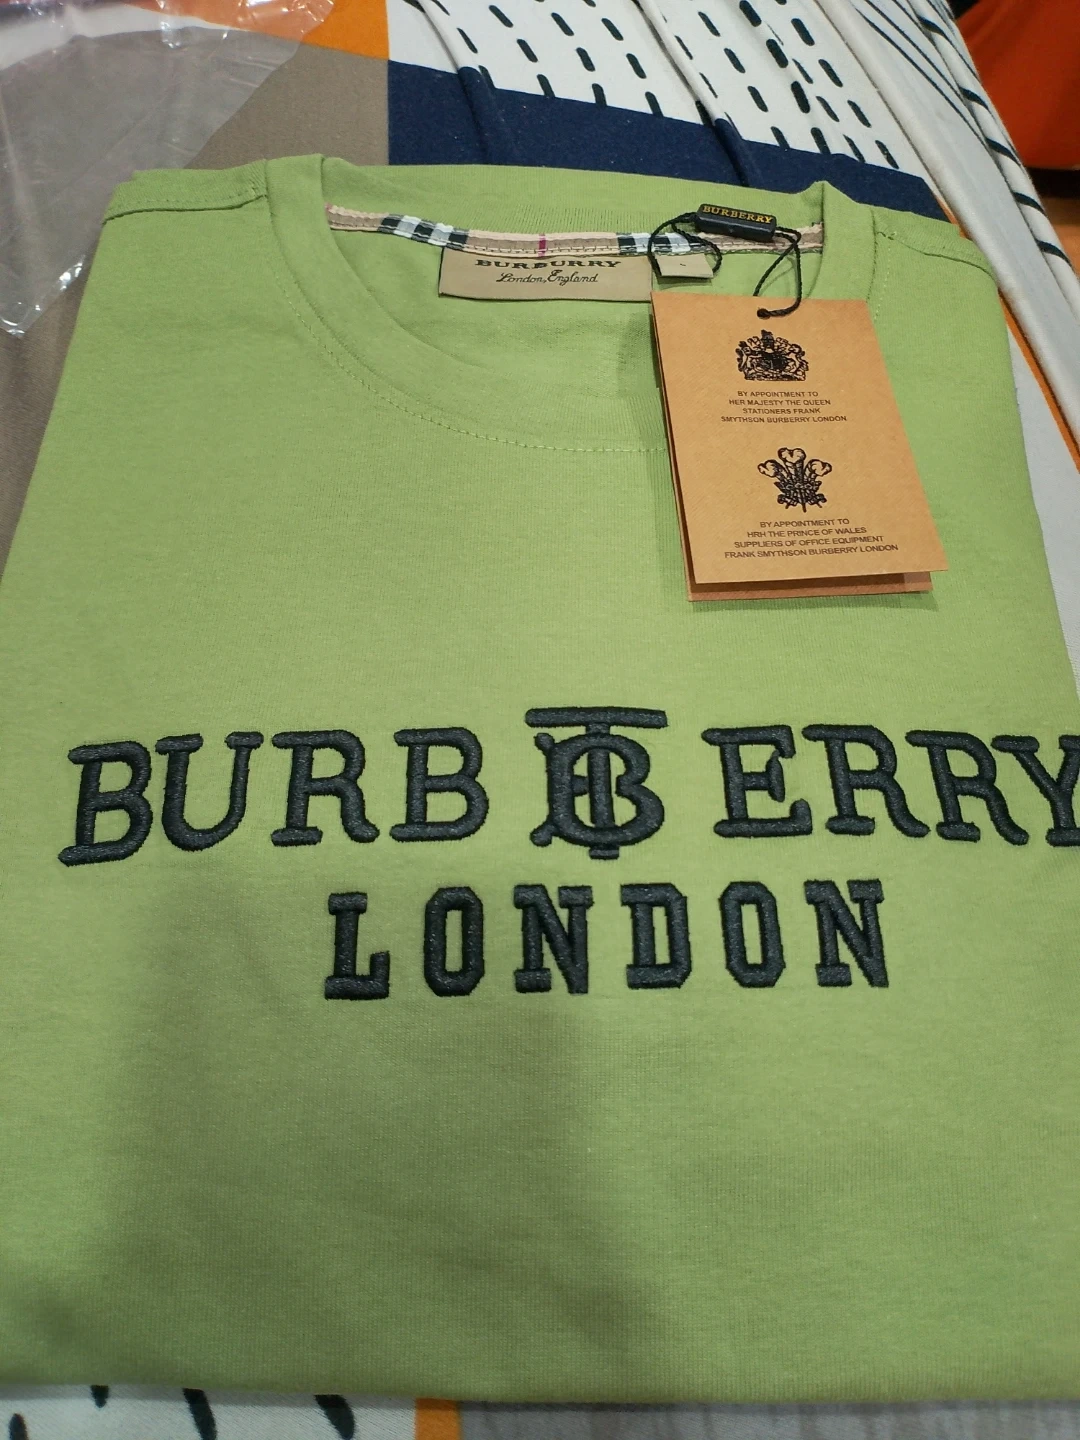 BURBERRY
BURBURRY
London, England
BY APPOINTMENT TO
HER MAJESTY THE QUEEN
STATIONERS FRANK
SMYTHSON BURBERRY LONDON
BY APPOINTMENT TO
HRH THE PRINCE OF WALES
SUPPLIERS OF OFFICE EQUIPMENT
FRANK SMYTHSON BURBERRY LONDON
BURB TB ERRY
LONDON